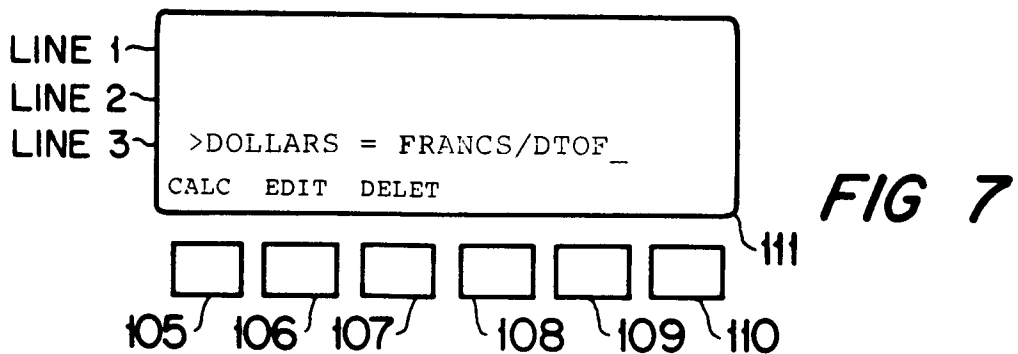 LINE 1
LINE 2
LINE 3 >DOLLARS = FRANCS/DTOF_
CALC EDIT DELET
FIG 7
111
105 106 107 108 109 110